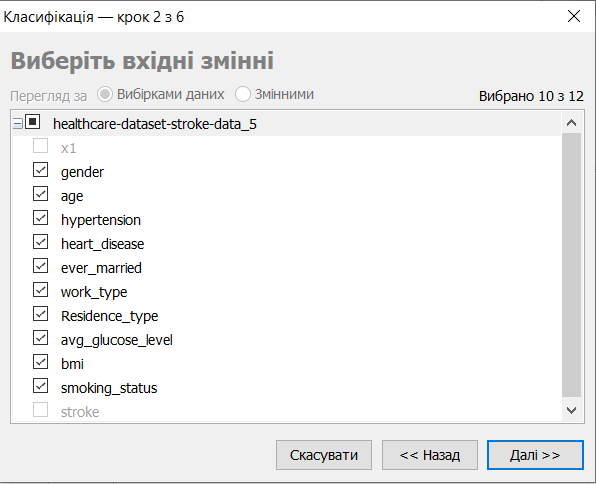 Класифікація — крок 2 з 6
Виберіть вхідні змінні
Перегляд за Вибірками даних Змінними Вибрано 10 з 12
healthcare-dataset-stroke-data_5
x1
gender
age
hypertension
heart_disease
ever_married
work_type
Residence_type
avg_glucose_level
bmi
smoking_status
stroke
Скасувати << Назад Далі >>